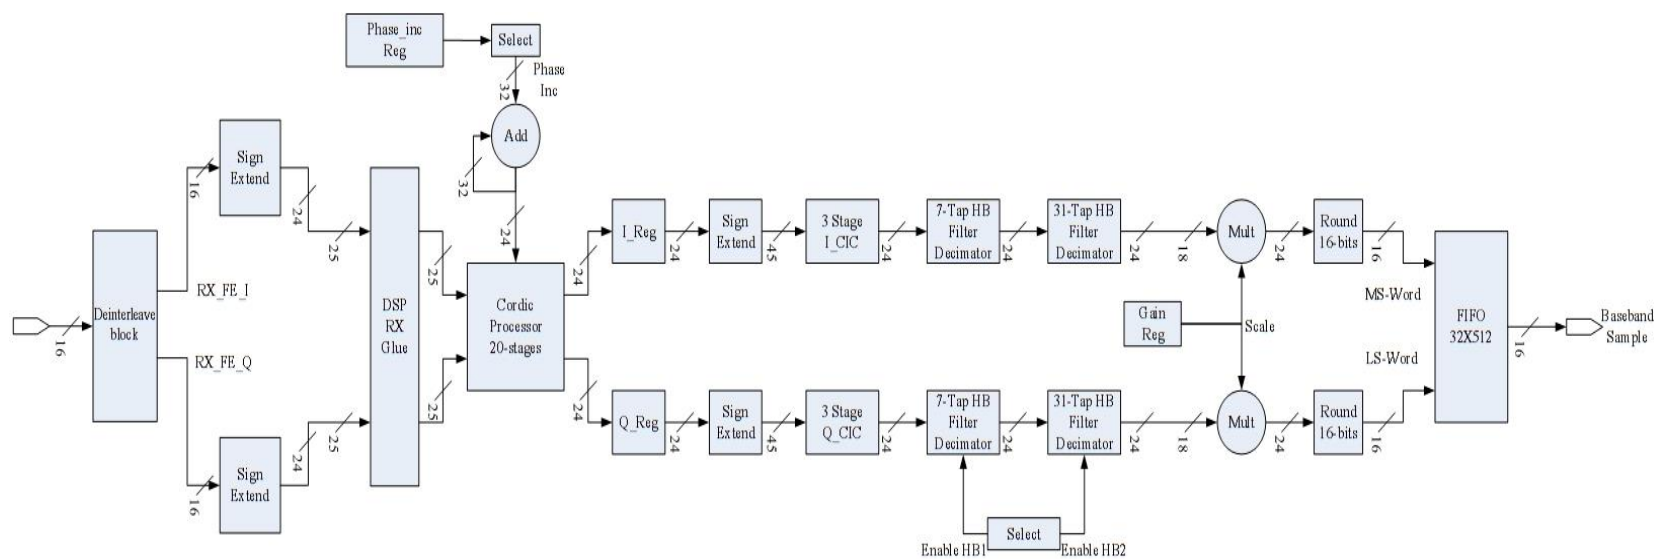 Phase_inc
Reg
Select
32
Phase
Inc
Add
32
24
16
Sign
Extend
24
25
16
Deinterleave
block
RX_FE_I
RX_FE_Q
16
Sign
Extend
24
25
DSP
RX
Glue
25
25
Cordic
Processor
20-stages
24
24
I_Reg
24
Sign
Extend
45
3 Stage
I_CIC
24
7-Tap HB
Filter
Decimator
24
31-Tap HB
Filter
Decimator
24
18
Mult
24
Round
16-bits
16
MS-Word
Gain
Reg
Scale
Q_Reg
24
Sign
Extend
45
3 Stage
Q_CIC
24
7-Tap HB
Filter
Decimator
24
31-Tap HB
Filter
Decimator
24
18
Mult
24
Round
16-bits
16
LS-Word
FIFO
32X512
16
Baseband
Sample
Select
Enable HB1
Enable HB2